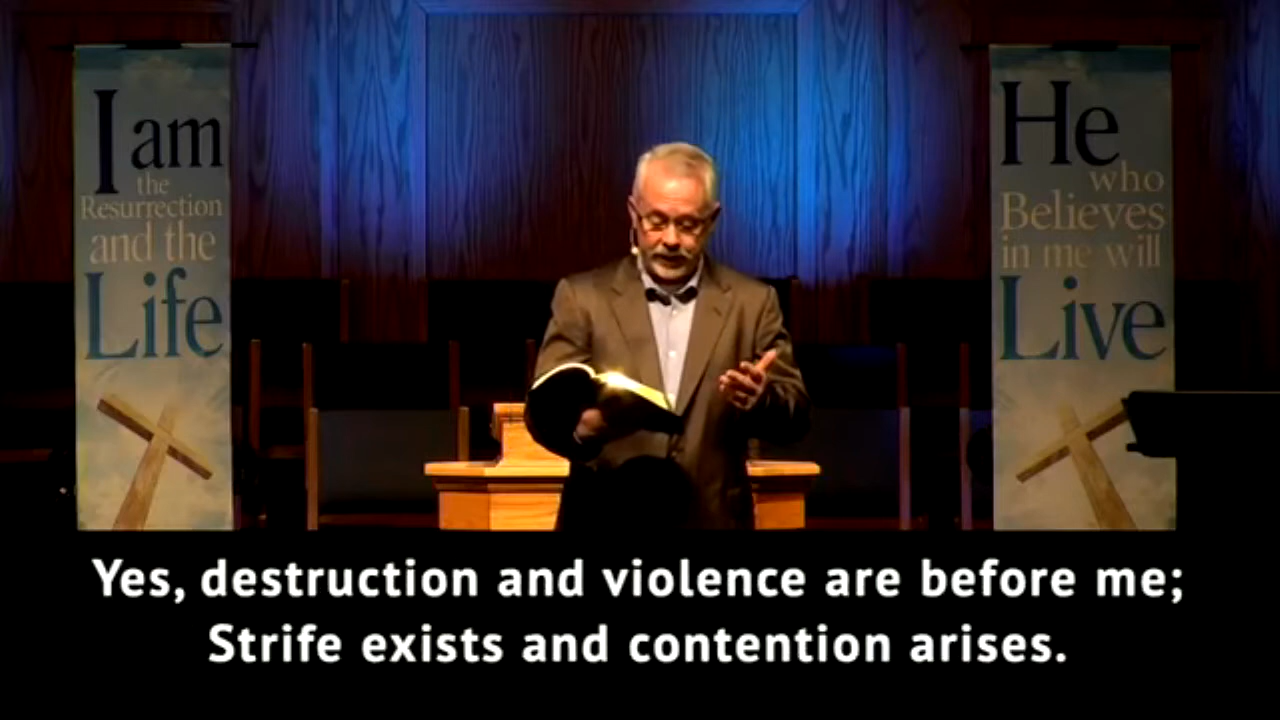 I am
the
Resurrection
and the
Life
He
who
Believes
in me will
Live
Yes, destruction and violence are before me;
Strife exists and contention arises.